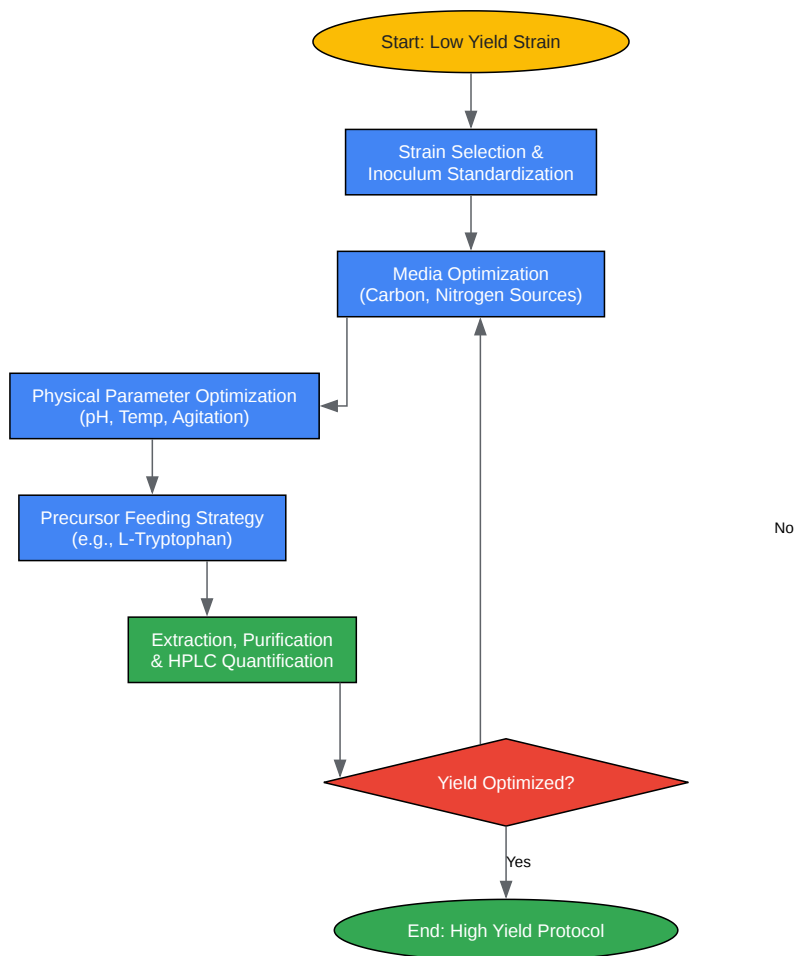 Start: Low Yield Strain
Strain Selection &
Inoculum Standardization
Media Optimization
(Carbon, Nitrogen Sources)
Physical Parameter Optimization
(pH, Temp, Agitation)
Precursor Feeding Strategy
(e.g., L-Tryptophan)
No
Extraction, Purification
& HPLC Quantification
Yield Optimized?
Yes
End: High Yield Protocol